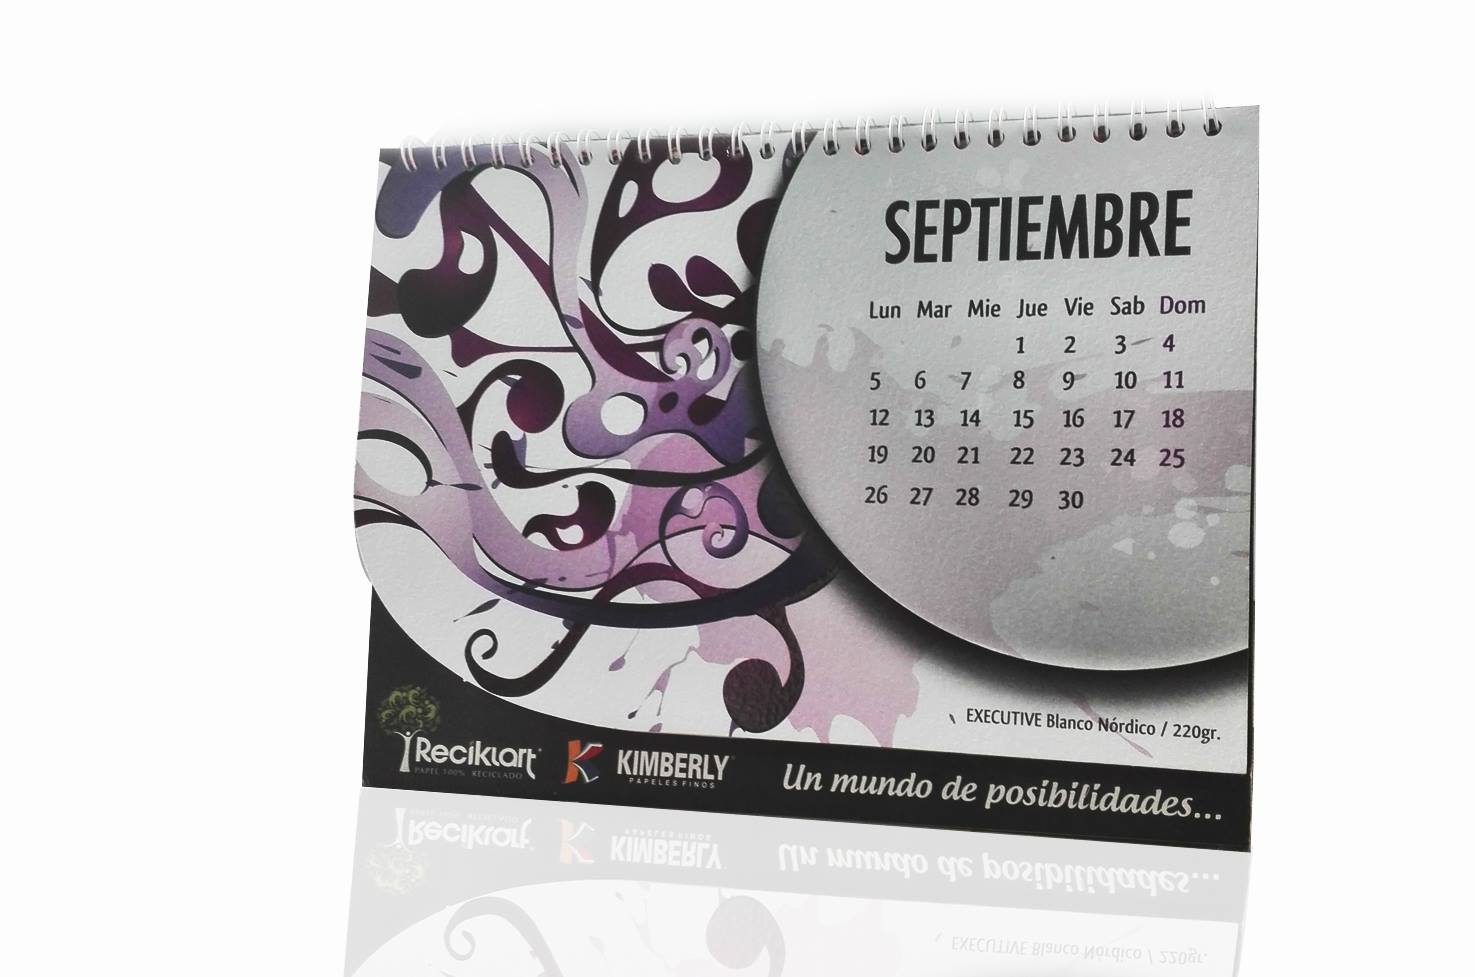 SEPTIEMBRE
Lun Mar Mie Jue Vie Sab Dom
1 2 3 4
5 6 7 8 9 10 11
12 13 14 15 16 17 18
19 20 21 22 23 24 25
26 27 28 29 30
EXECUTIVE Blanco Nórdico / 220gr.
Reciklart
PAPEL 100% RECICLADO
KIMBERLY
PAPELES FINOS
Un mundo de posibilidades...